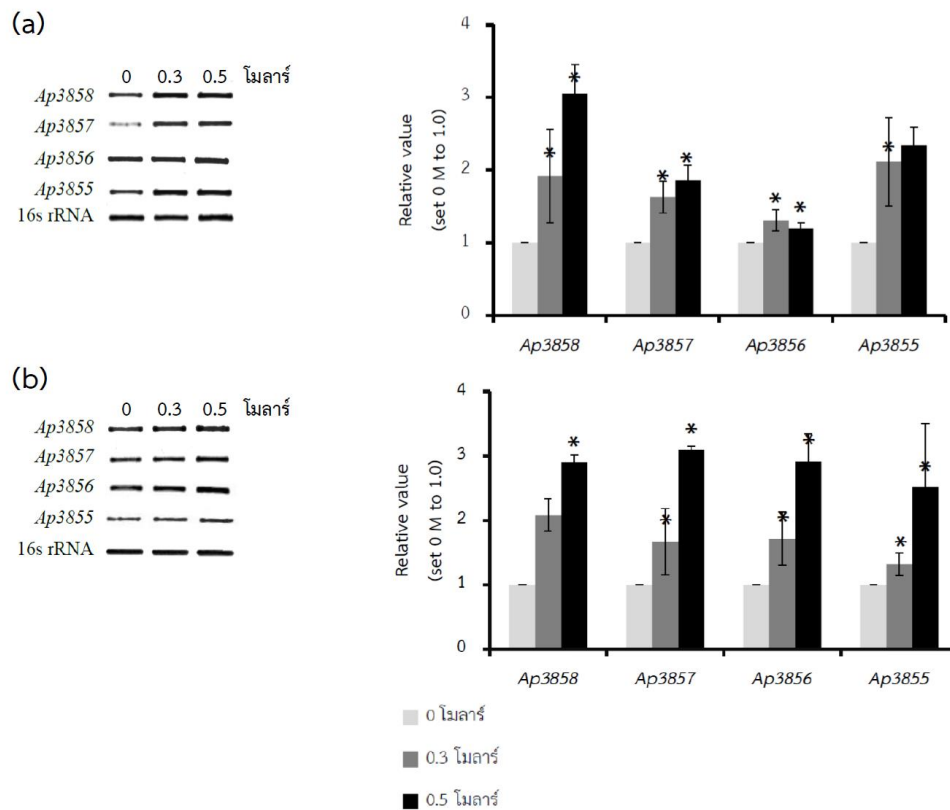 (a)
0 0.3 0.5 โมลาร์
Ap3858
Ap3857
Ap3856
Ap3855
16s rRNA
Relative value
(set 0 M to 1.0)
4
3
2
1
0
* * * * * * *
Ap3858 Ap3857 Ap3856 Ap3855
(b)
0 0.3 0.5 โมลาร์
Ap3858
Ap3857
Ap3856
Ap3855
16s rRNA
Relative value
(set 0 M to 1.0)
4
3
2
1
0
* * * * * * *
Ap3858 Ap3857 Ap3856 Ap3855
0 โมลาร์
0.3 โมลาร์
0.5 โมลาร์